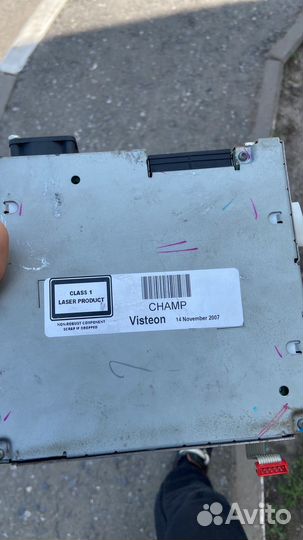 CLASS 1
LASER PRODUCT
NON-ROBUST COMPONENT
SCRAP IF DROPPED
CHAMP
Visteon 14 November 2007
Avito